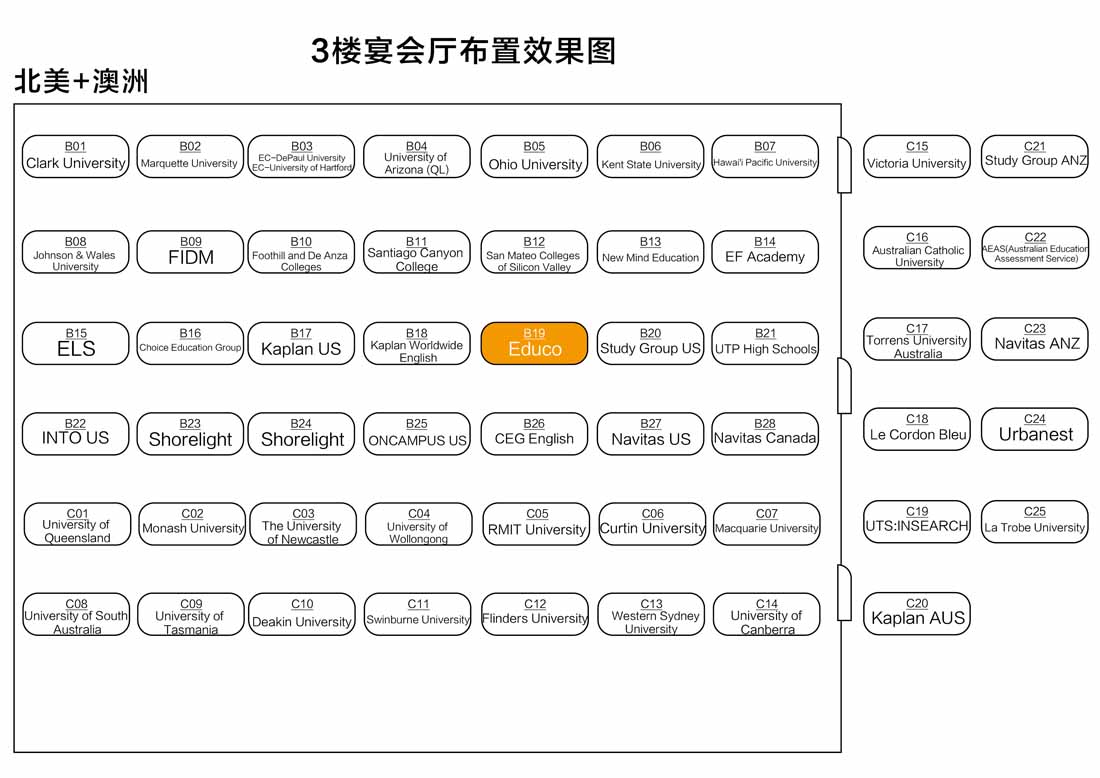 3楼宴会厅布置效果图
北美+澳洲
B01
Clark University
B02
Marquette University
B03
EC-DePaul University
EC-University of Hartford
B04
University of
Arizona (QL)
B05
Ohio University
B06
Kent State University
B07
Hawai'i Pacific University
C15
Victoria University
C21
Study Group ANZ
B08
Johnson & Wales
University
B09
FIDM
B10
Foothill and De Anza
Colleges
B11
Santiago Canyon
College
B12
San Mateo Colleges
of Silicon Valley
B13
New Mind Education
B14
EF Academy
C16
Australian Catholic
University
C22
AEAS(Australian Education
Assessment Service)
B15
ELS
B16
Choice Education Group
B17
Kaplan US
B18
Kaplan Worldwide
English
B19
Educo
B20
Study Group US
B21
UTP High Schools
C17
Torrens University
Australia
C23
Navitas ANZ
B22
INTO US
B23
Shorelight
B24
Shorelight
B25
ONCAMPUS US
B26
CEG English
B27
Navitas US
B28
Navitas Canada
C18
Le Cordon Bleu
C24
Urbanest
C01
University of
Queensland
C02
Monash University
C03
The University
of Newcastle
C04
University of
Wollongong
C05
RMIT University
C06
Curtin University
C07
Macquarie University
C19
UTS:INSEARCH
C25
La Trobe University
C08
University of South
Australia
C09
University of
Tasmania
C10
Deakin University
C11
Swinburne University
C12
Flinders University
C13
Western Sydney
University
C14
University of
Canberra
C20
Kaplan AUS